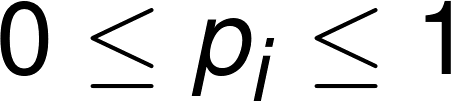 0 ≤ pᵢ ≤ 1